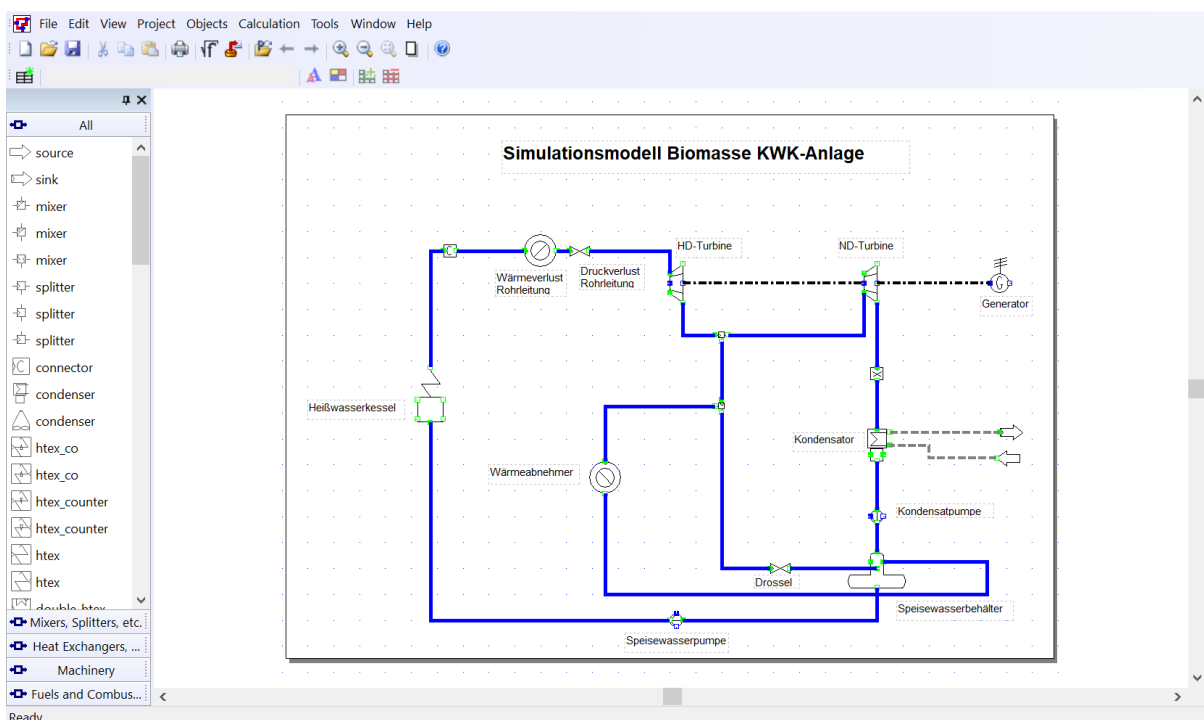 File Edit View Project Objects Calculation Tools Window Help
All
source
sink
mixer
mixer
mixer
splitter
splitter
splitter
connector
condenser
condenser
htex_co
htex_co
htex_counter
htex_counter
htex
htex
double_htex
Mixers, Splitters, etc.
Heat Exchangers, ...
Machinery
Fuels and Combus...
Ready
Simulationsmodell Biomasse KWK-Anlage
HD-Turbine
ND-Turbine
C
Wärmeverlust
Rohrleitung
Druckverlust
Rohrleitung
G
Generator
Heißwasserkessel
Kondensator
Wärmeabnehmer
Kondensatpumpe
Drossel
Speisewasserbehälter
Speisewasserpumpe